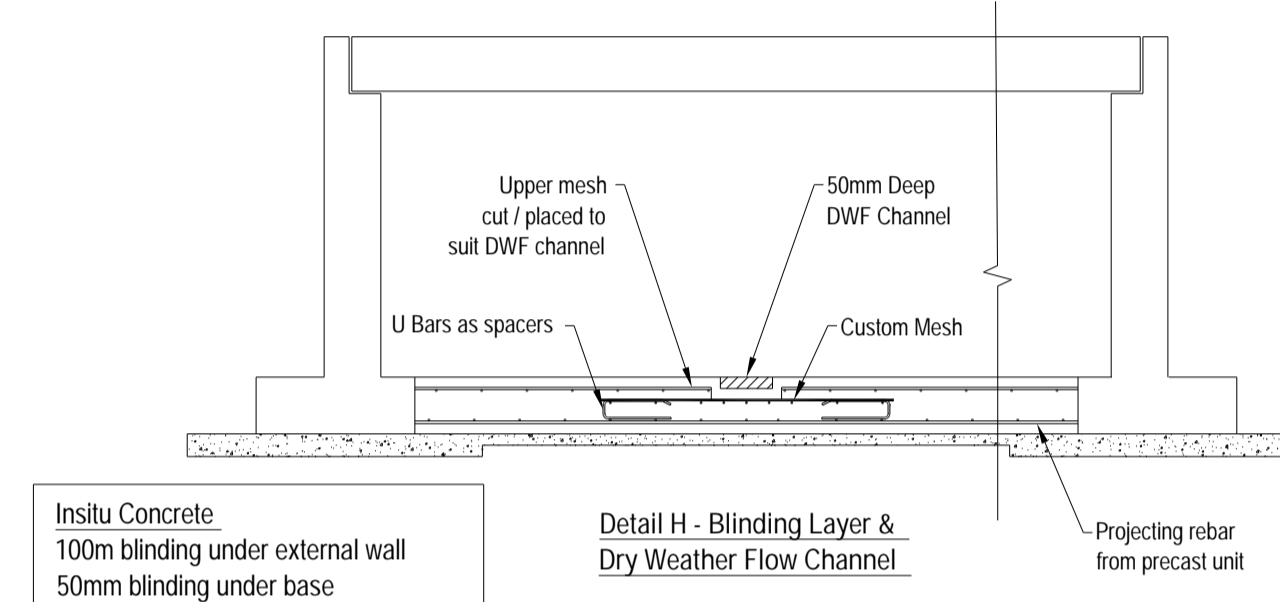 Upper mesh
cut / placed to
suit DWF channel
50mm Deep
DWF Channel
U Bars as spacers
Custom Mesh
Insitu Concrete
100m blinding under external wall
50mm blinding under base
Detail H - Blinding Layer &
Dry Weather Flow Channel
Projecting rebar
from precast unit